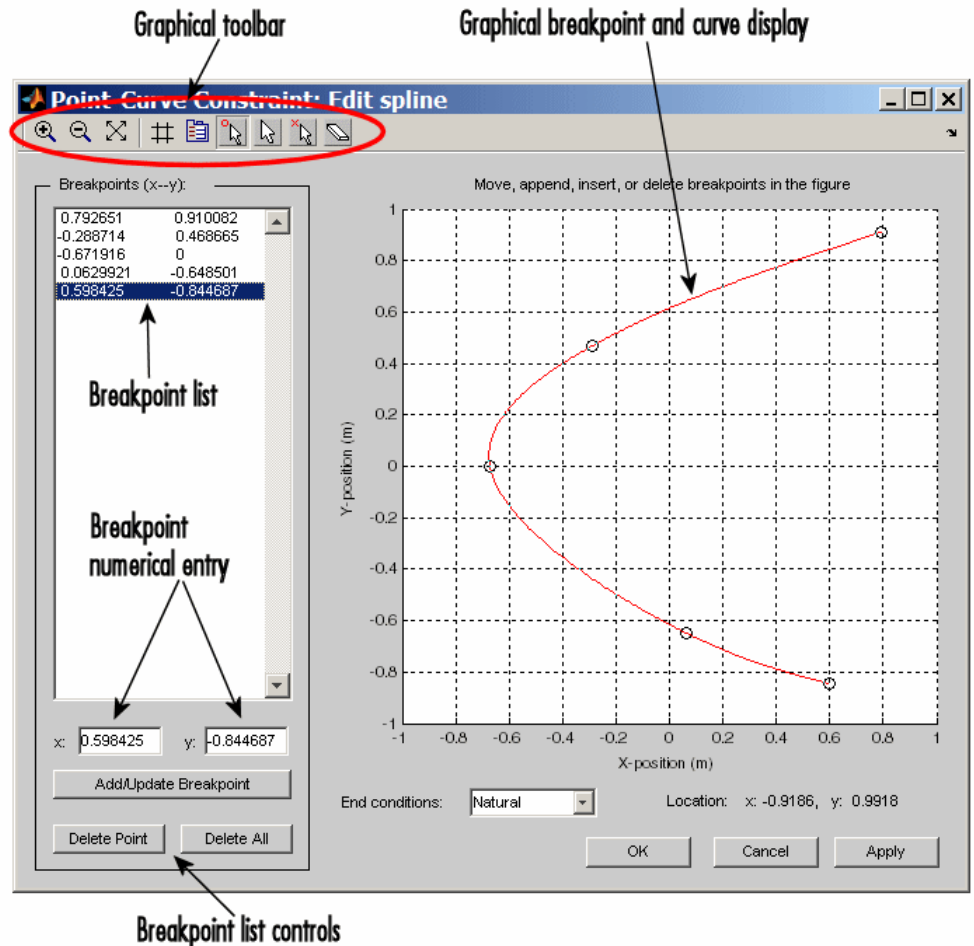 Graphical toolbar
Graphical breakpoint and curve display
Point-Curve Constraint: Edit spline
Breakpoints (x--y):
0.792651 0.910082
-0.288714 0.468665
-0.671916 0
0.0629921 -0.648501
0.598425 -0.844687
Breakpoint list
Breakpoint
numerical entry
x: 0.598425 y: -0.844687
Add/Update Breakpoint
Delete Point Delete All
Breakpoint list controls
Move, append, insert, or delete breakpoints in the figure
Y-position (m)
1
0.8
0.6
0.4
0.2
0
-0.2
-0.4
-0.6
-0.8
-1
-1 -0.8 -0.6 -0.4 -0.2 0 0.2 0.4 0.6 0.8 1
X-position (m)
End conditions: Natural Location: x: -0.9186, y: 0.9918
OK Cancel Apply